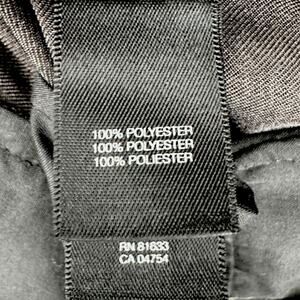 100% POLYESTER
100% POLYESTER
100% POLIESTER
RN 81633
CA 04754